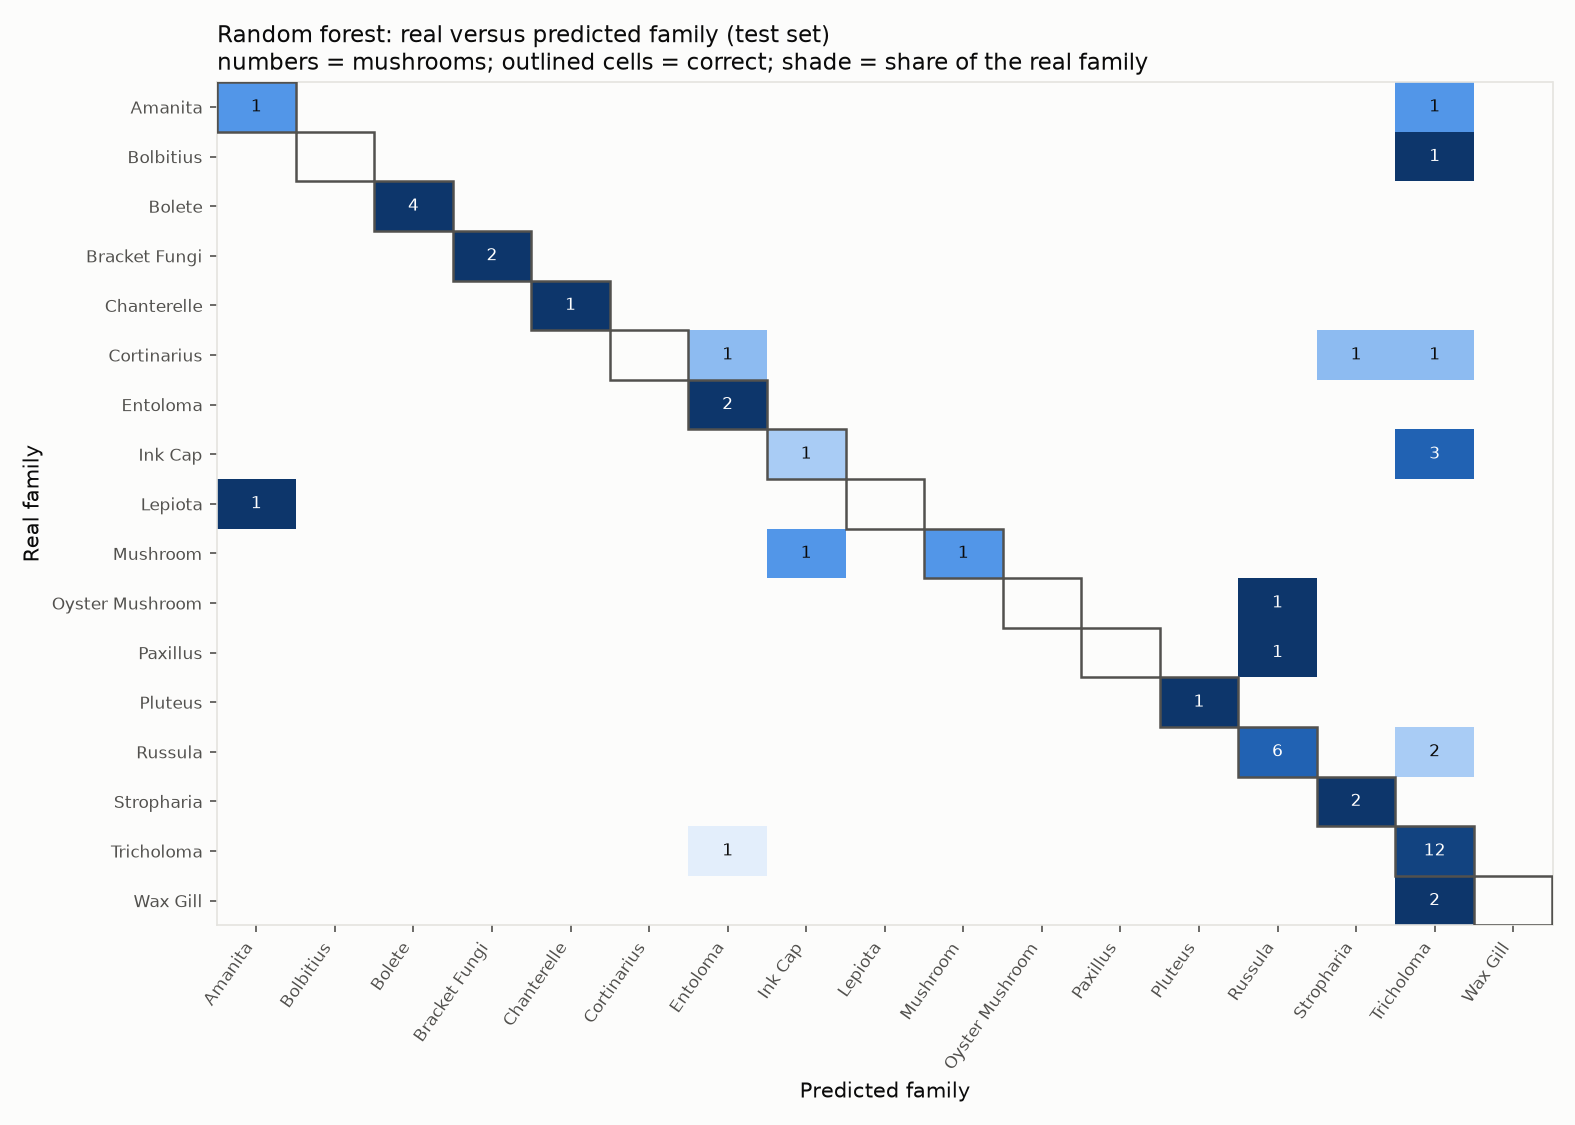 Random forest: real versus predicted family (test set)
numbers = mushrooms; outlined cells = correct; shade = share of the real family
Real family
Amanita 1 1
Bolbitius 1
Bolete 4
Bracket Fungi 2
Chanterelle 1
Cortinarius 1 1 1
Entoloma 2
Ink Cap 1 3
Lepiota 1
Mushroom 1 1
Oyster Mushroom 1
Paxillus 1
Pluteus 1
Russula 6 2
Stropharia 2
Tricholoma 1 12
Wax Gill 2
Amanita
Bolbitius
Bolete
Bracket Fungi
Chanterelle
Cortinarius
Entoloma
Ink Cap
Lepiota
Mushroom
Oyster Mushroom
Paxillus
Pluteus
Russula
Stropharia
Tricholoma
Wax Gill
Predicted family